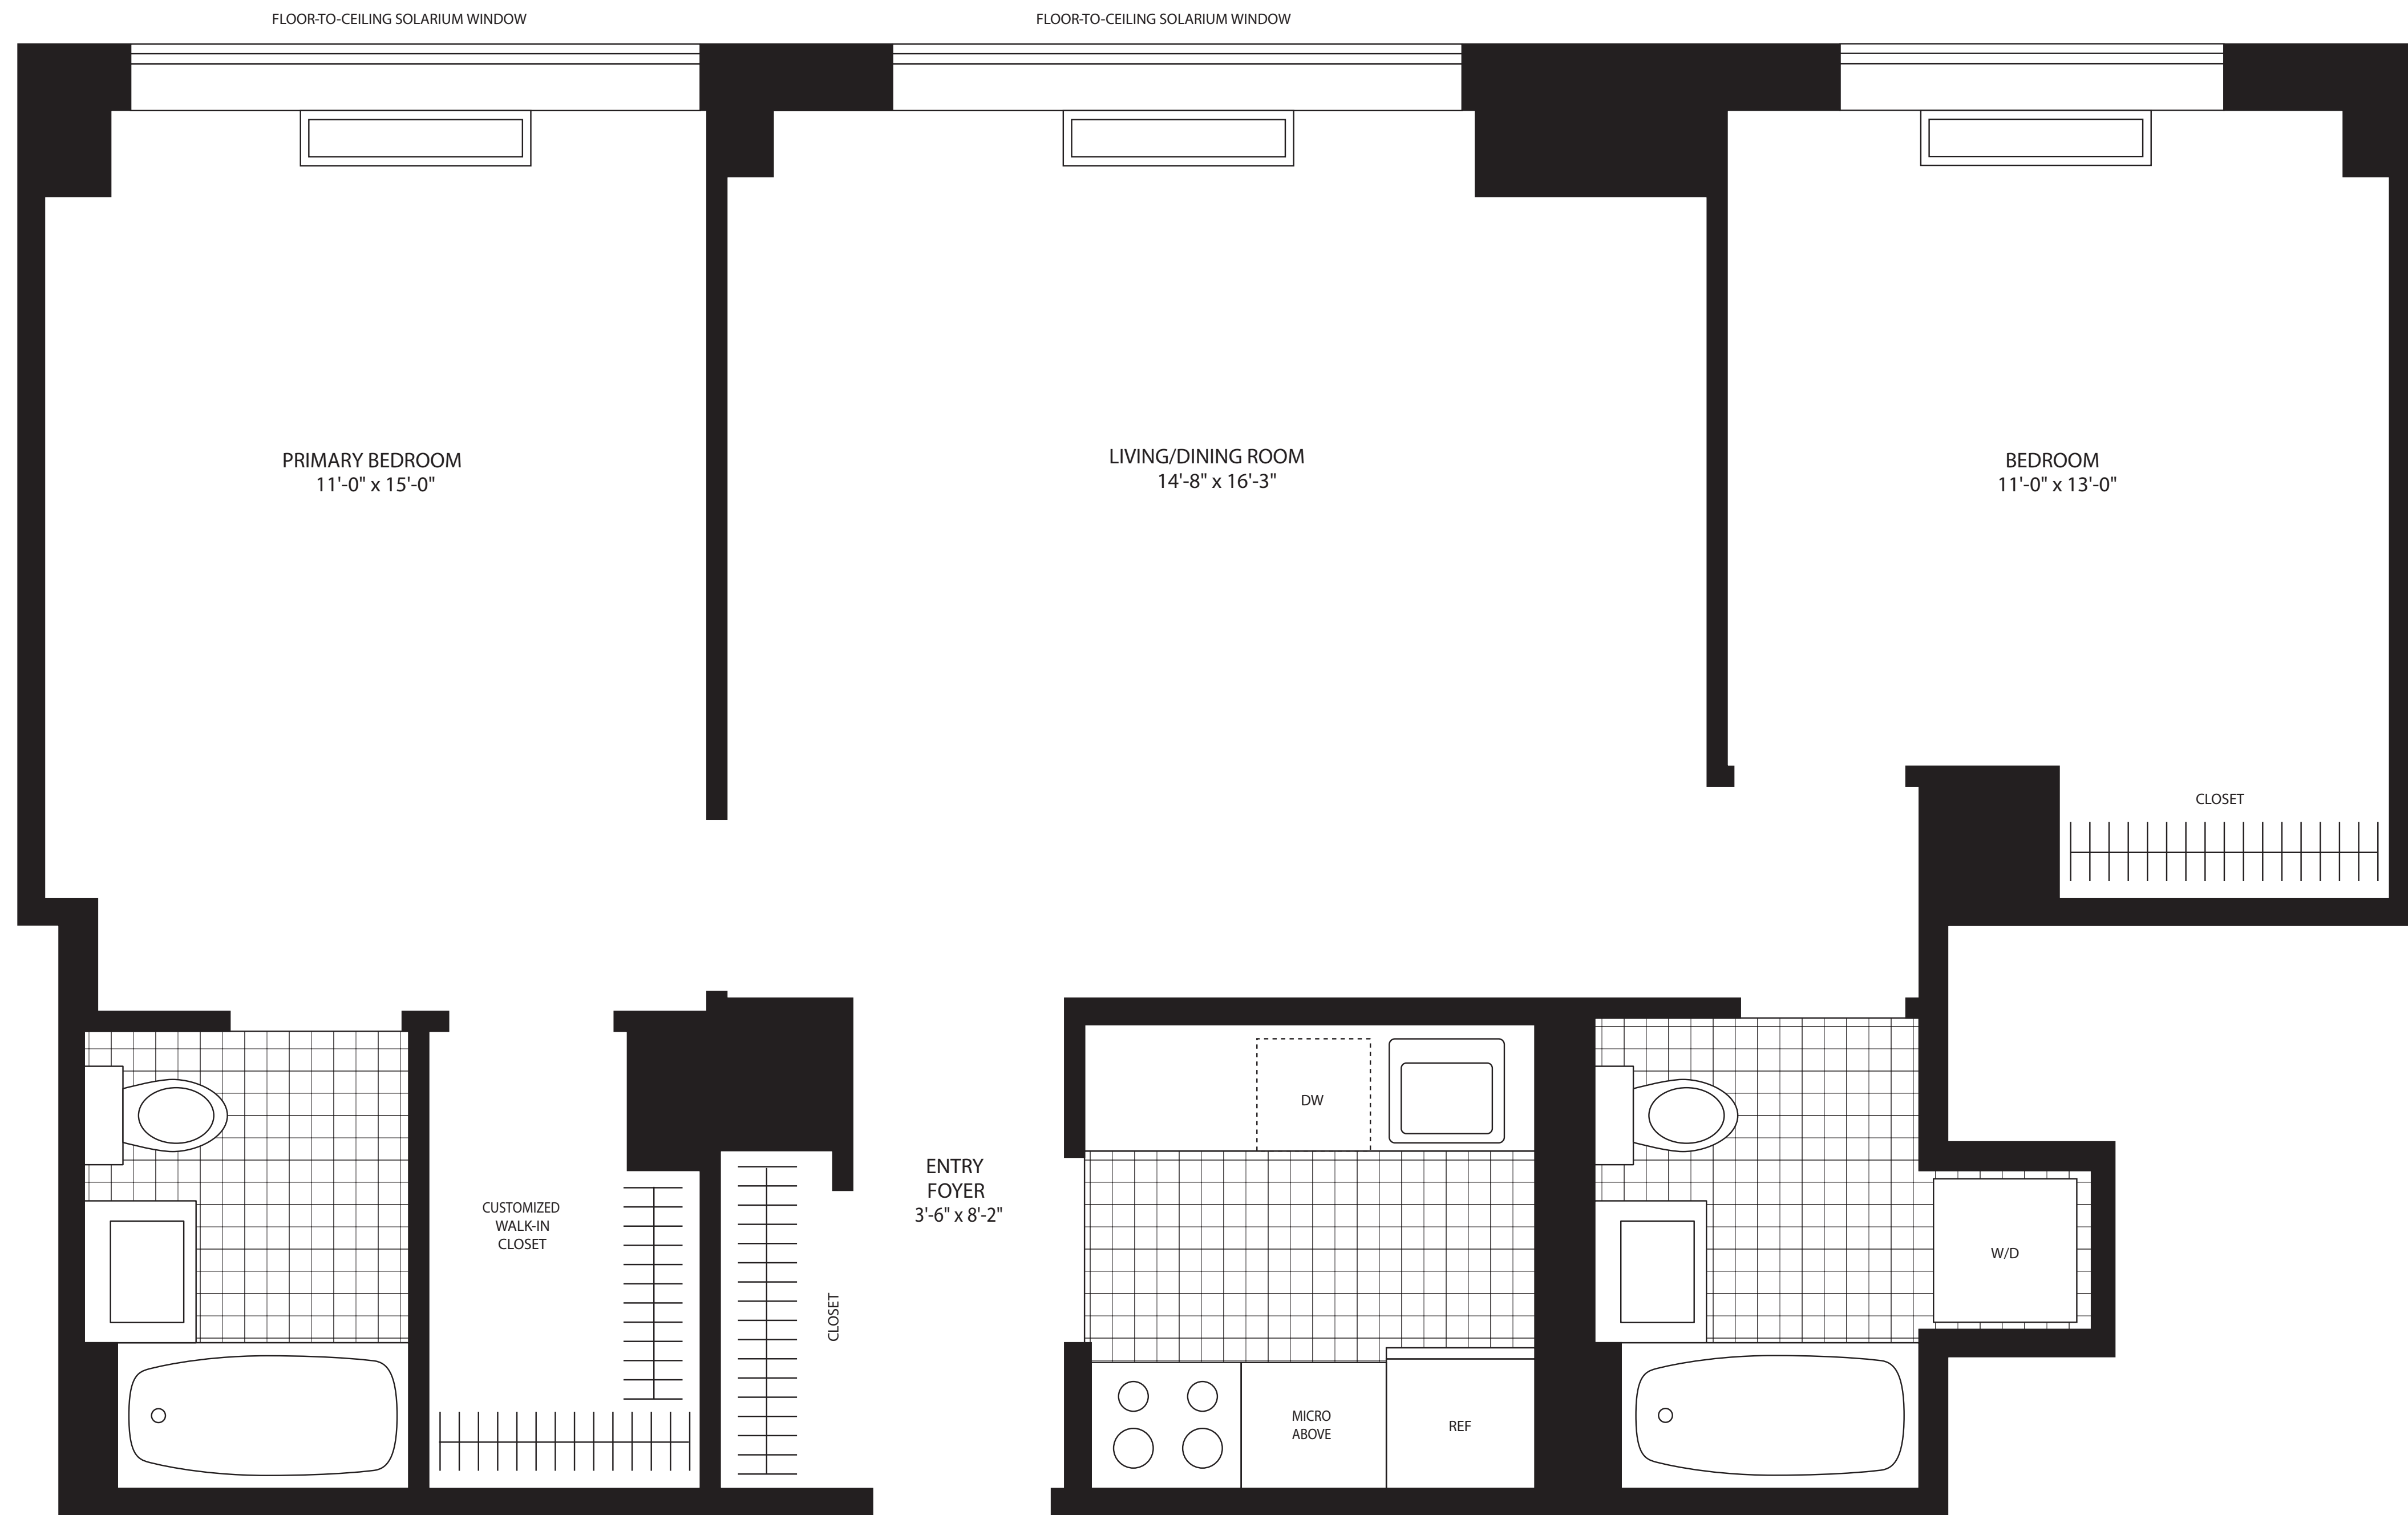 FLOOR-TO-CEILING SOLARIUM WINDOW
FLOOR-TO-CEILING SOLARIUM WINDOW
PRIMARY BEDROOM
11'-0" x 15'-0"
LIVING/DINING ROOM
14'-8" x 16'-3"
BEDROOM
11'-0" x 13'-0"
CLOSET
DW
ENTRY
FOYER
3'-6" x 8'-2"
CUSTOMIZED
WALK-IN
CLOSET
CLOSET
W/D
MICRO
ABOVE
REF